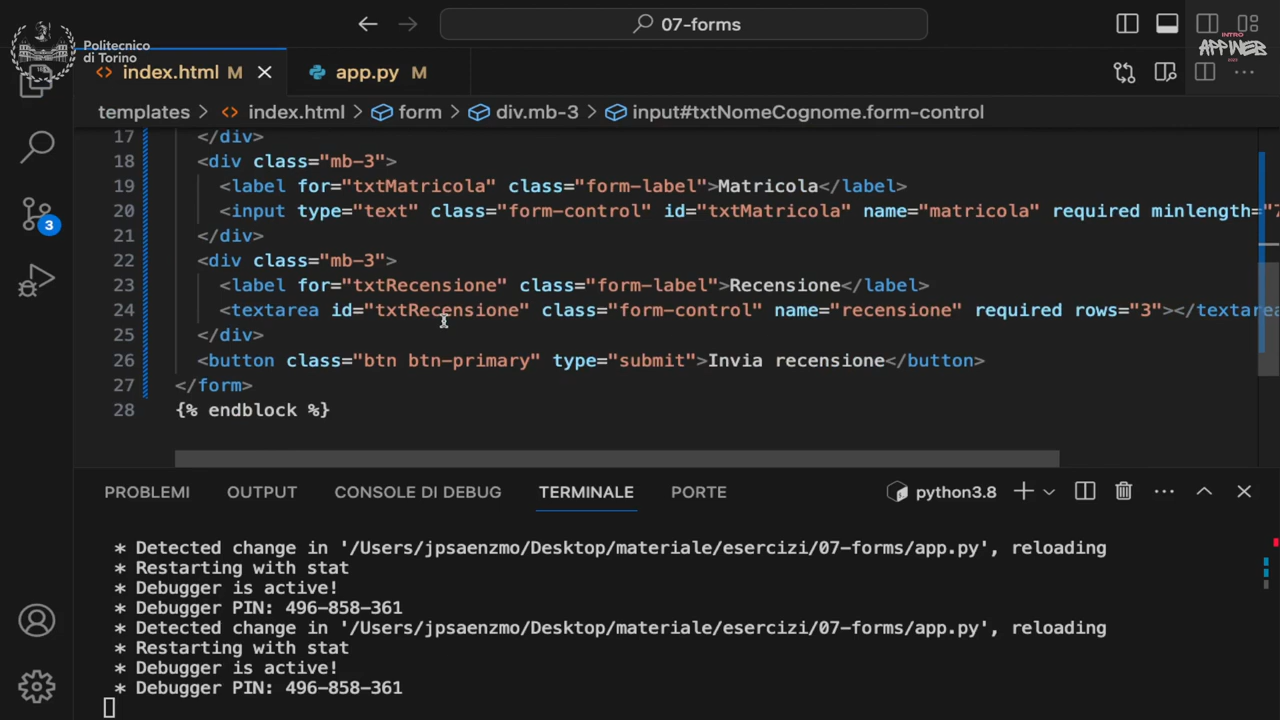 07-forms
Politecnico
di Torino
INTRO
APPIWEB
index.html M
app.py M
templates > index.html > form > div.mb-3 > input#txtNomeCognome.form-control
17 </div>
18 <div class="mb-3">
19 <label for="txtMatricola" class="form-label">Matricola</label>
20 <input type="text" class="form-control" id="txtMatricola" name="matricola" required minlength="7
21 </div>
22 <div class="mb-3">
23 <label for="txtRecensione" class="form-label">Recensione</label>
24 <textarea id="txtRecensione" class="form-control" name="recensione" required rows="3"></textarea
25 </div>
26 <button class="btn btn-primary" type="submit">Invia recensione</button>
27 </form>
28 {% endblock %}
3
PROBLEMI OUTPUT CONSOLE DI DEBUG TERMINALE PORTE python3.8
* Detected change in '/Users/jpsaenzmo/Desktop/materiale/esercizi/07-forms/app.py', reloading
* Restarting with stat
* Debugger is active!
* Debugger PIN: 496-858-361
* Detected change in '/Users/jpsaenzmo/Desktop/materiale/esercizi/07-forms/app.py', reloading
* Restarting with stat
* Debugger is active!
* Debugger PIN: 496-858-361